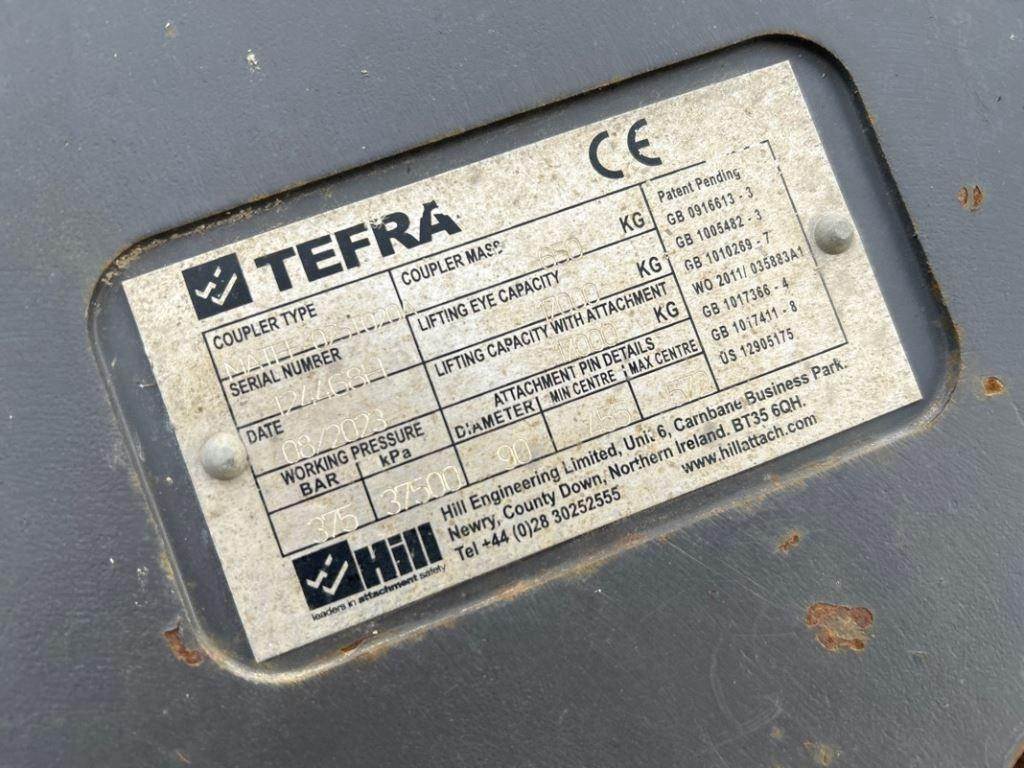 TEFRA
CE
COUPLER TYPE
COUPLER MASS
KG
SERIAL NUMBER
12446BH
LIFTING EYE CAPACITY
7000
KG
DATE
08/2023
LIFTING CAPACITY WITH ATTACHMENT
KG
WORKING PRESSURE
BAR
kPa
375
37500
ATTACHMENT PIN DETAILS
DIAMETER
MIN CENTRE
MAX CENTRE
90
Patent Pending
GB 0916613 - 3
GB 1005482 - 3
GB 1010269 - 7
WO 2011/ 035883A1
GB 1017366 - 4
GB 1017411 - 8
US 12905175
Hill
leaders in attachment safety
Hill Engineering Limited, Unit 6, Carnbane Business Park.
Newry, County Down, Northern Ireland. BT35 6QH.
Tel +44 (0)28 30252555
www.hillattach.com